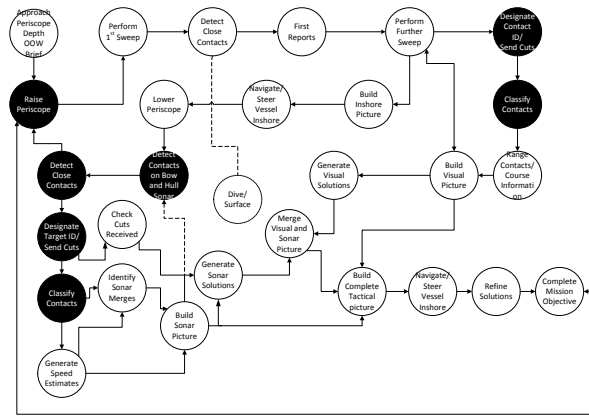 Approach
Periscope
Depth
OOW
Brief
Perform
1st Sweep
Detect
Close
Contacts
First
Reports
Perform
Further
Sweep
Designate
Contact
ID/
Send Cuts
Raise
Periscope
Lower
Periscope
Navigate/
Steer
Vessel
Inshore
Build
Inshore
Picture
Classify
Contacts
Detect
Close
Contacts
Detect
Contacts
on Bow
and Hull
Sonar
Dive/
Surface
Generate
Visual
Solutions
Build
Visual
Picture
Range
Contacts/
Course
Informati
on
Designate
Target ID/
Send Cuts
Check
Cuts
Received
Merge
Visual and
Sonar
Picture
Classify
Contacts
Identify
Sonar
Merges
Generate
Sonar
Solutions
Build
Complete
Tactical
picture
Navigate/
Steer
Vessel
Inshore
Refine
Solutions
Complete
Mission
Objective
Build
Sonar
Picture
Generate
Speed
Estimates